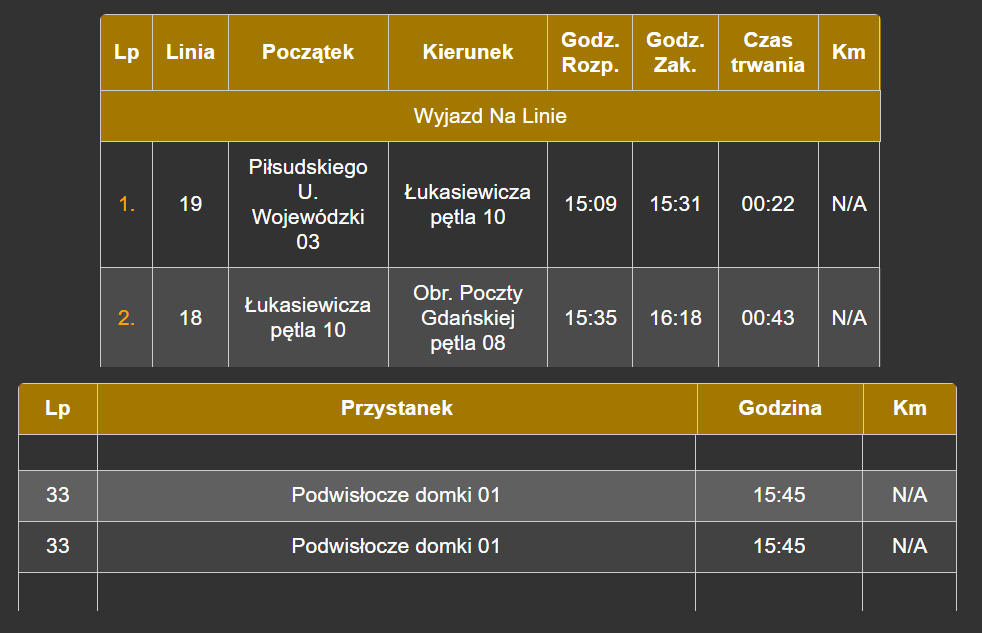 Lp Linia Początek Kierunek Godz. Rozp. Godz. Zak. Czas trwania Km
Wyjazd Na Linie
1. 19 Piłsudskiego U. Wojewódzki 03 Łukasiewicza pętla 10 15:09 15:31 00:22 N/A
2. 18 Łukasiewicza pętla 10 Obr. Poczty Gdańskiej pętla 08 15:35 16:18 00:43 N/A
Lp Przystanek Godzina Km
33 Podwisłocze domki 01 15:45 N/A
33 Podwisłocze domki 01 15:45 N/A